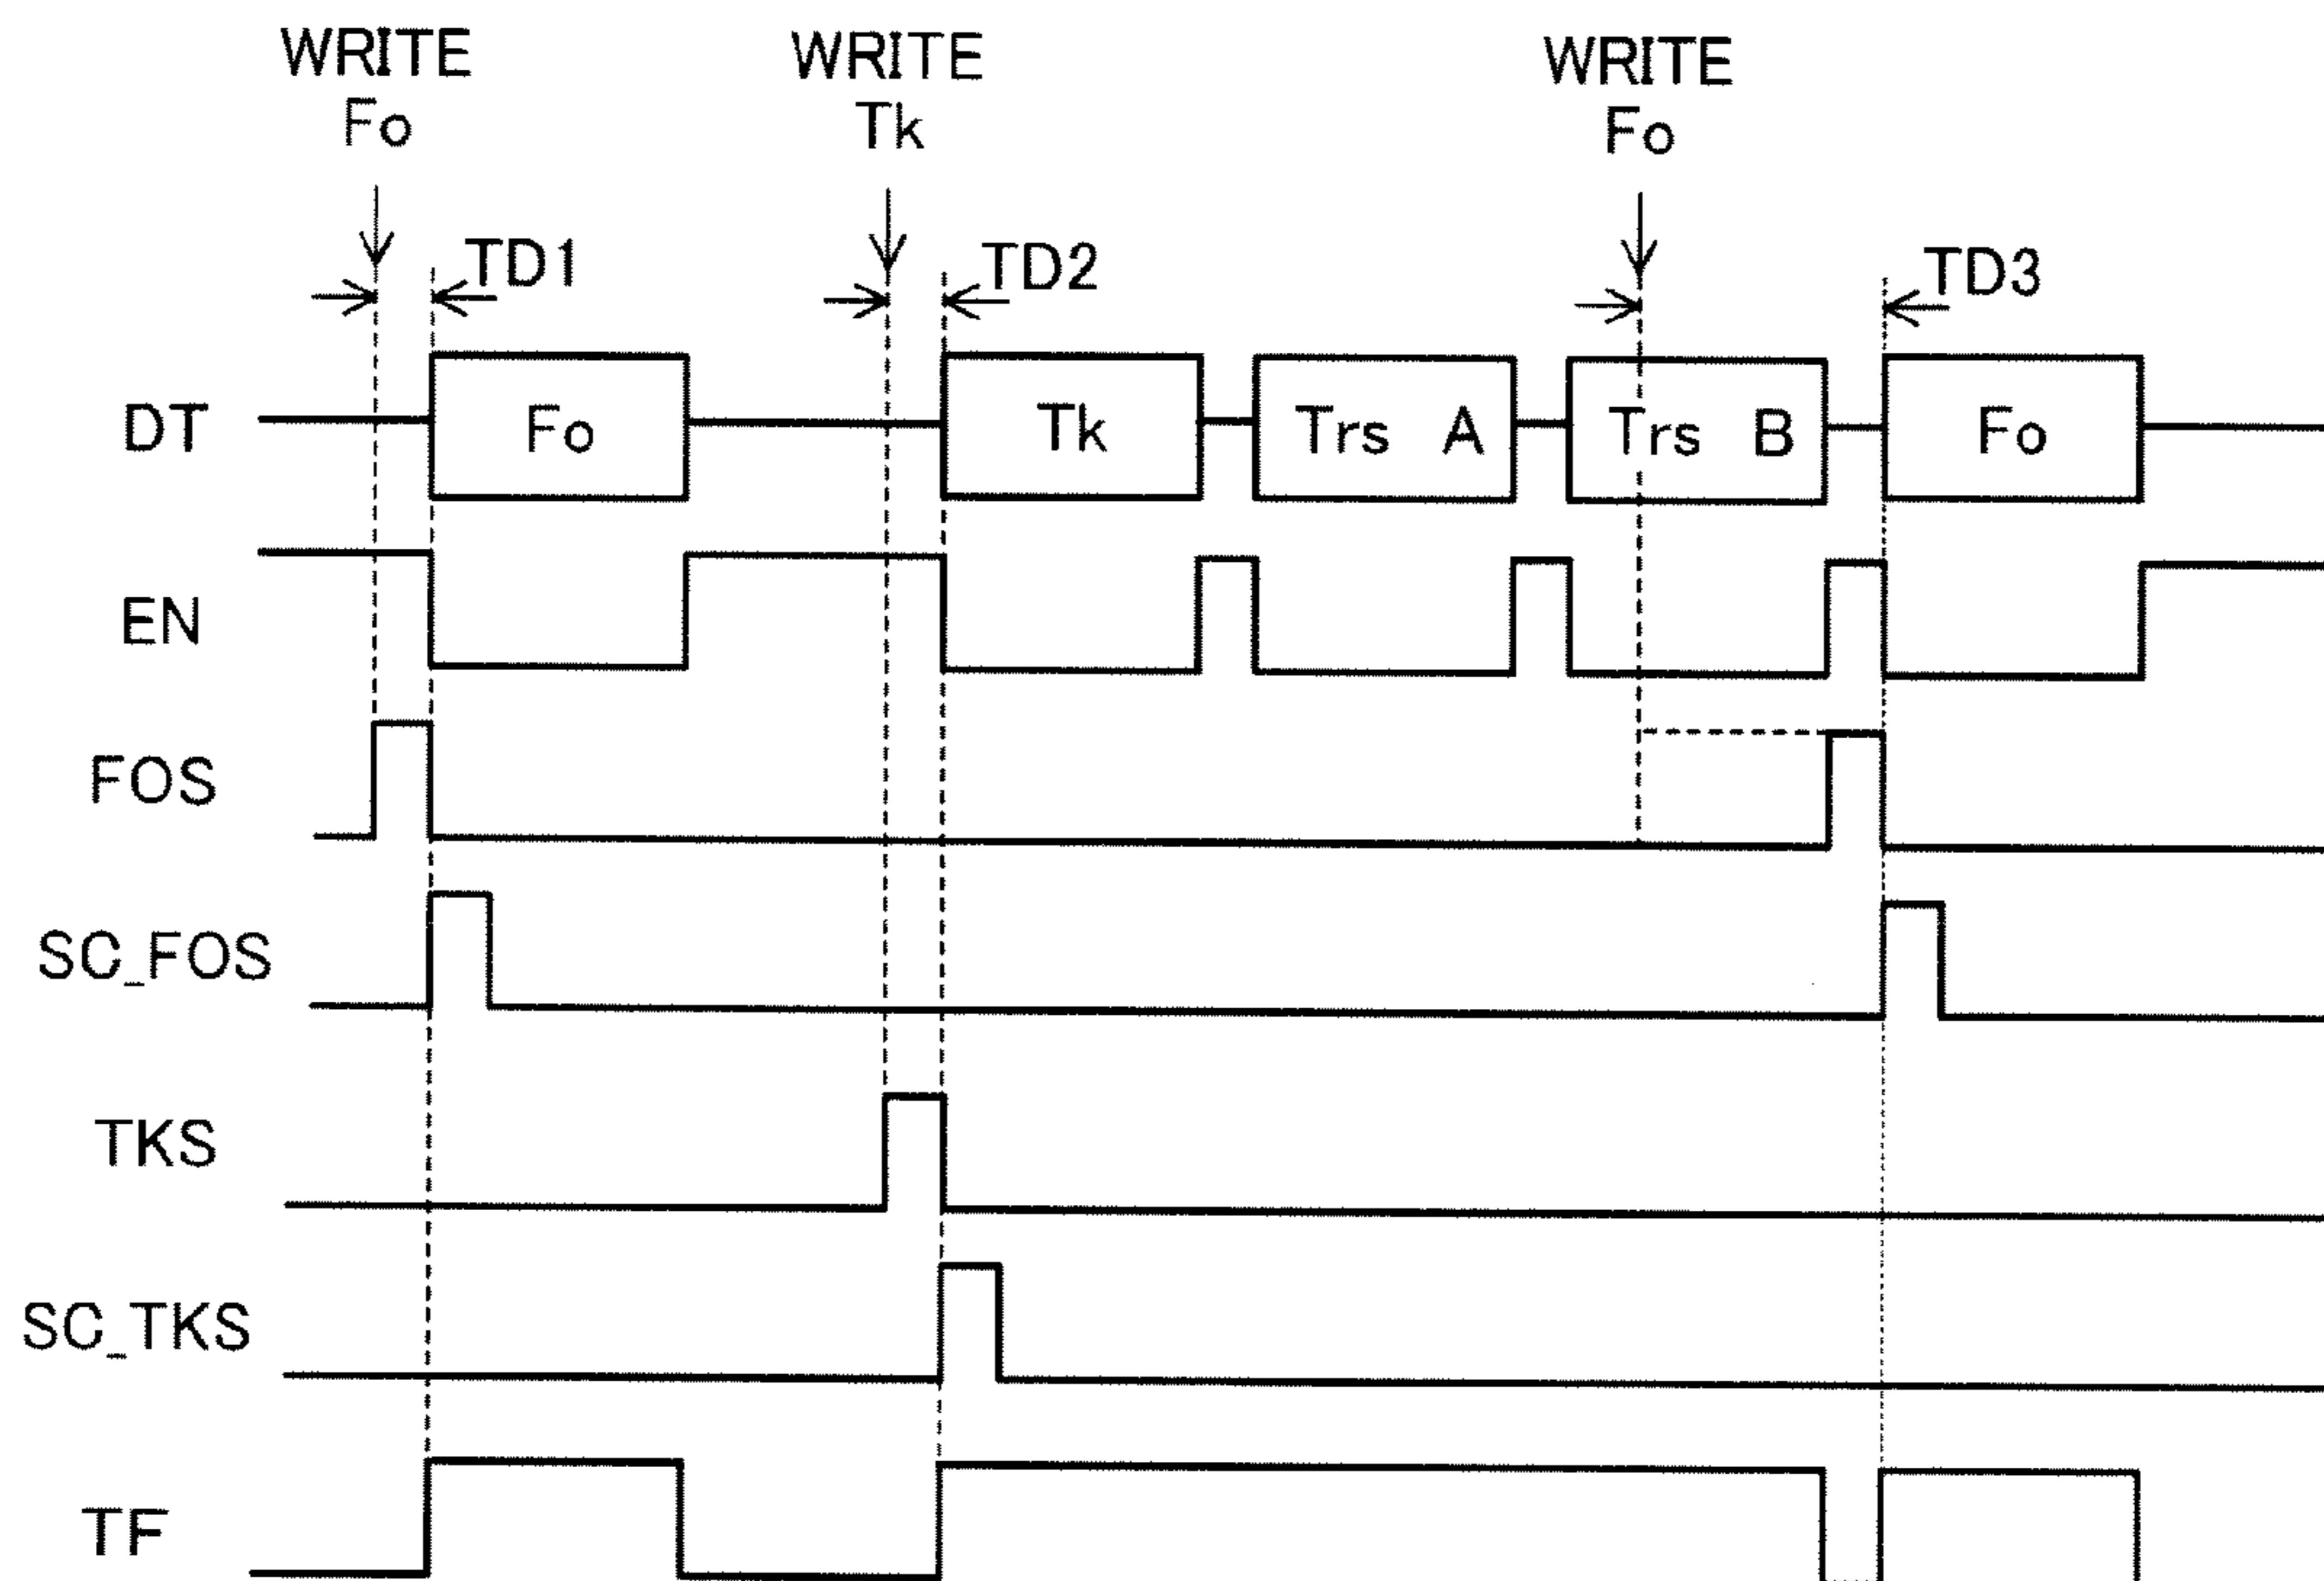 WRITE
Fo
WRITE
Tk
WRITE
Fo
TD1
TD2
TD3
DT
Fo
Tk
Trs A
Trs B
Fo
EN
FOS
SC_FOS
TKS
SC_TKS
TF